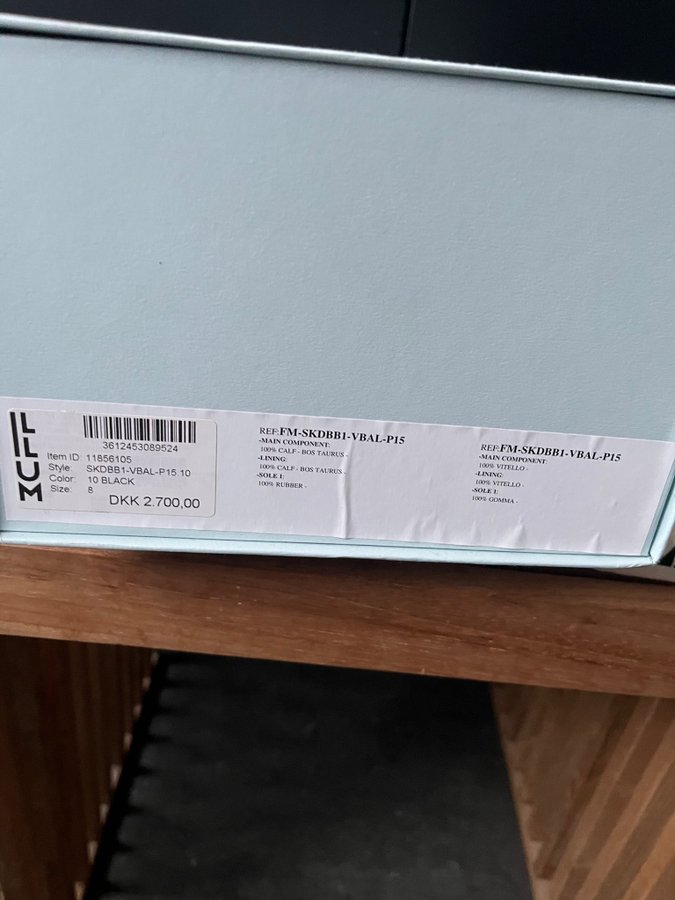 ILLUM
3612453089524
Item ID: 11856105
Style: SKDBB1-VBAL-P15.10
Color: 10 BLACK
Size: 8
DKK 2.700,00
REF:FM-SKDBB1-VBAL-P15
-MAIN COMPONENT:
100% CALF - BOS TAURUS -
-LINING:
100% CALF - BOS TAURUS -
-SOLE 1:
100% RUBBER -
REF:FM-SKDBB1-VBAL-P15
-MAIN COMPONENT:
100% VITELLO -
-LINING:
100% VITELLO -
-SOLE 1:
100% GOMMA -